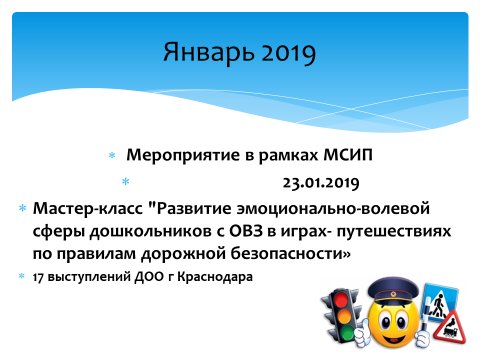 Январь 2019
Мероприятие в рамках МСИП
23.01.2019
Мастер-класс "Развитие эмоционально-волевой
сферы дошкольников с ОВЗ в играх- путешествиях
по правилам дорожной безопасности»
17 выступлений ДОО г Краснодара